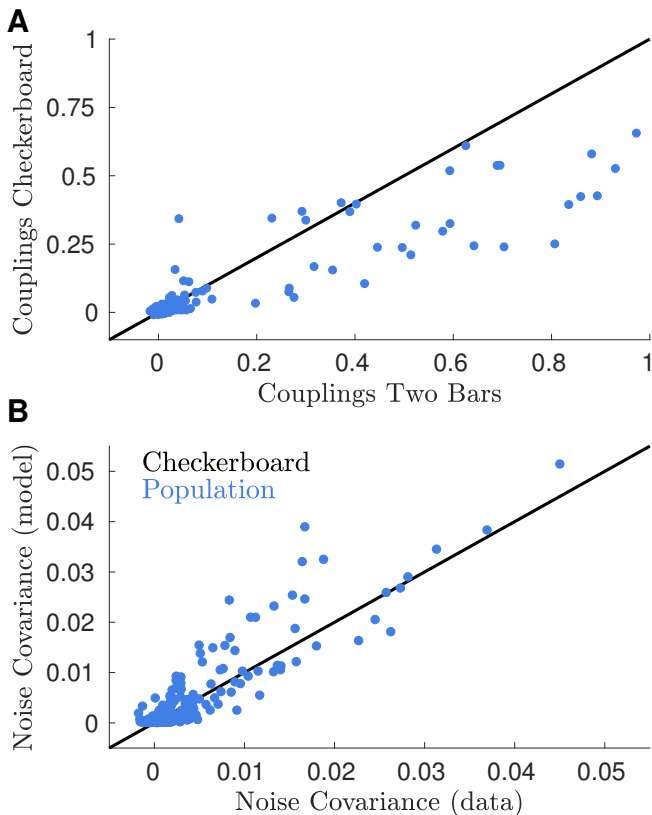 A
Couplings Checkerboard
1
0.75
0.5
0.25
0
0
0.2
0.4
0.6
0.8
1
Couplings Two Bars
B
Noise Covariance (model)
Checkerboard
Population
0.05
0.04
0.03
0.02
0.01
0
0
0.01
0.02
0.03
0.04
0.05
Noise Covariance (data)